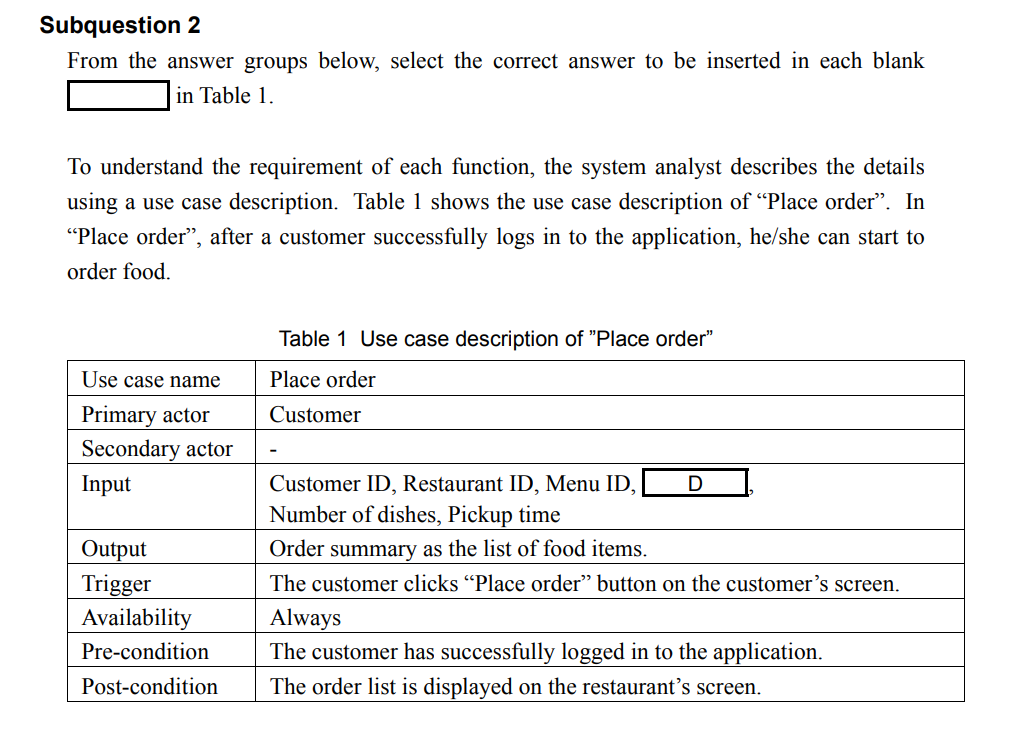 Subquestion 2
From the answer groups below, select the correct answer to be inserted in each blank
in Table 1.
To understand the requirement of each function, the system analyst describes the details
using a use case description. Table 1 shows the use case description of “Place order”. In
“Place order”, after a customer successfully logs in to the application, he/she can start to
order food.
Table 1 Use case description of ”Place order”
Use case name Place order
Primary actor Customer
Secondary actor -
Input Customer ID, Restaurant ID, Menu ID, D ,
Number of dishes, Pickup time
Output Order summary as the list of food items.
Trigger The customer clicks “Place order” button on the customer’s screen.
Availability Always
Pre-condition The customer has successfully logged in to the application.
Post-condition The order list is displayed on the restaurant’s screen.